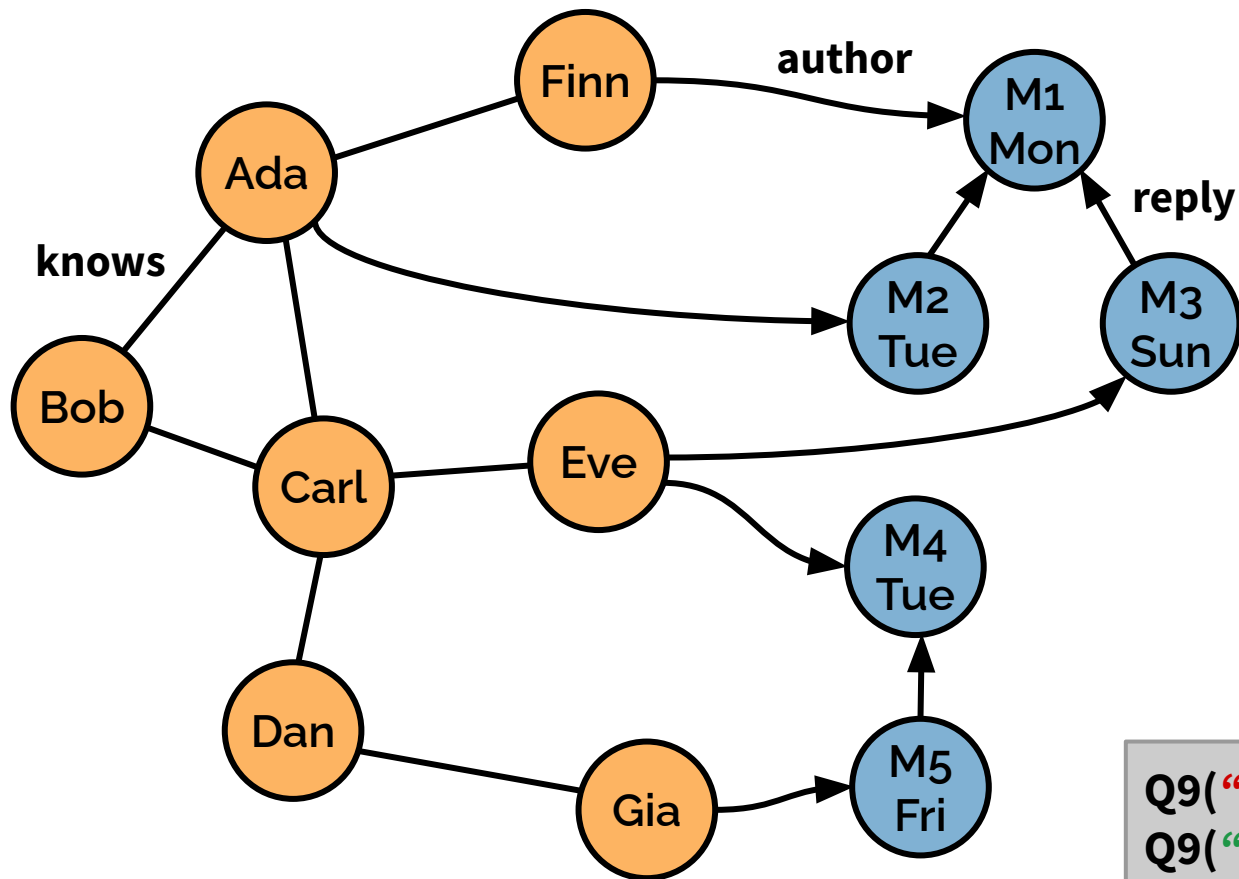 Finn
author
M1
Mon
Ada
reply
knows
M2
Tue
M3
Sun
Bob
Carl
Eve
M4
Tue
Dan
M5
Fri
Gia
Q9(“
Q9(“